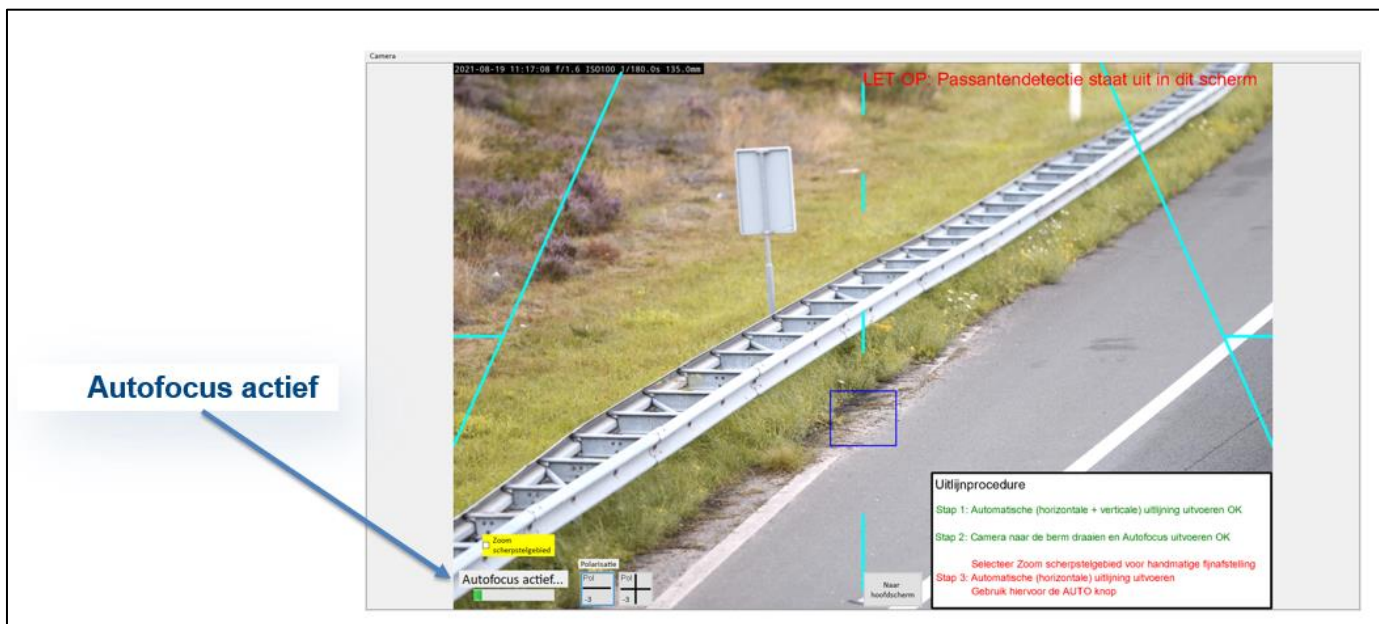 Camera
2021-08-19 11:17:08 f/1.6 ISO100 1/180.0s 135.0mm
LET OP: Passantendetectie staat uit in dit scherm
Autofocus actief
Uitlijnprocedure
Stap 1: Automatische (horizontale + verticale) uitlijning uitvoeren OK
Stap 2: Camera naar de berm draaien en Autofocus uitvoeren OK
Selecteer Zoom scherpstelgebied voor handmatige fijnafstelling
Stap 3: Automatische (horizontale) uitlijning uitvoeren
Gebruik hiervoor de AUTO knop
Zoom
scherpstelgebied
Autofocus actief...
Polarisatie
Pol
-3
Pol
-3
Naar
hoofdscherm